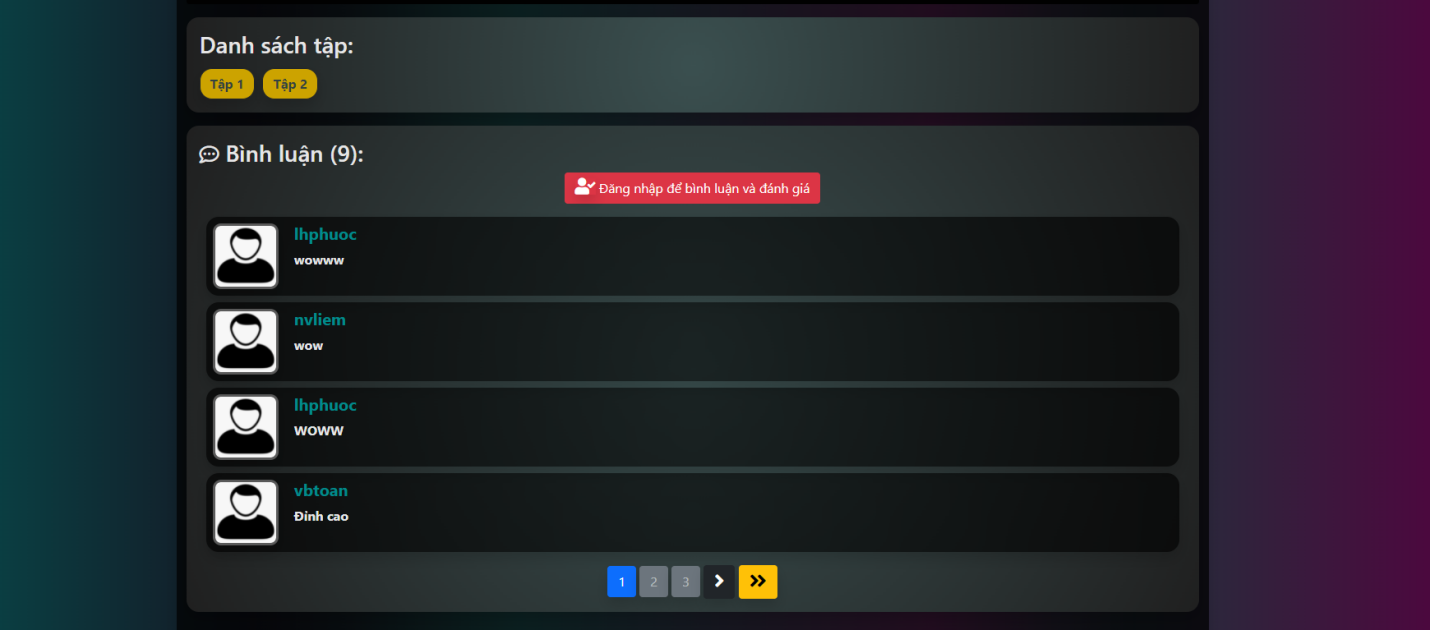 Danh sách tập:
Tập 1 Tập 2
Bình luận (9):
Đăng nhập để bình luận và đánh giá
lhphuoc
wowww
nvliem
wow
lhphuoc
WOWW
vbtoan
Đỉnh cao
1 2 3